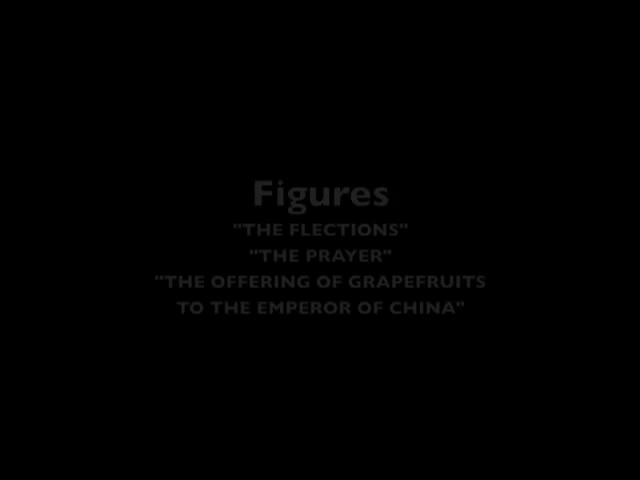 Figures
"THE FLECTIONS"
"THE PRAYER"
"THE OFFERING OF GRAPEFRUITS
TO THE EMPEROR OF CHINA"